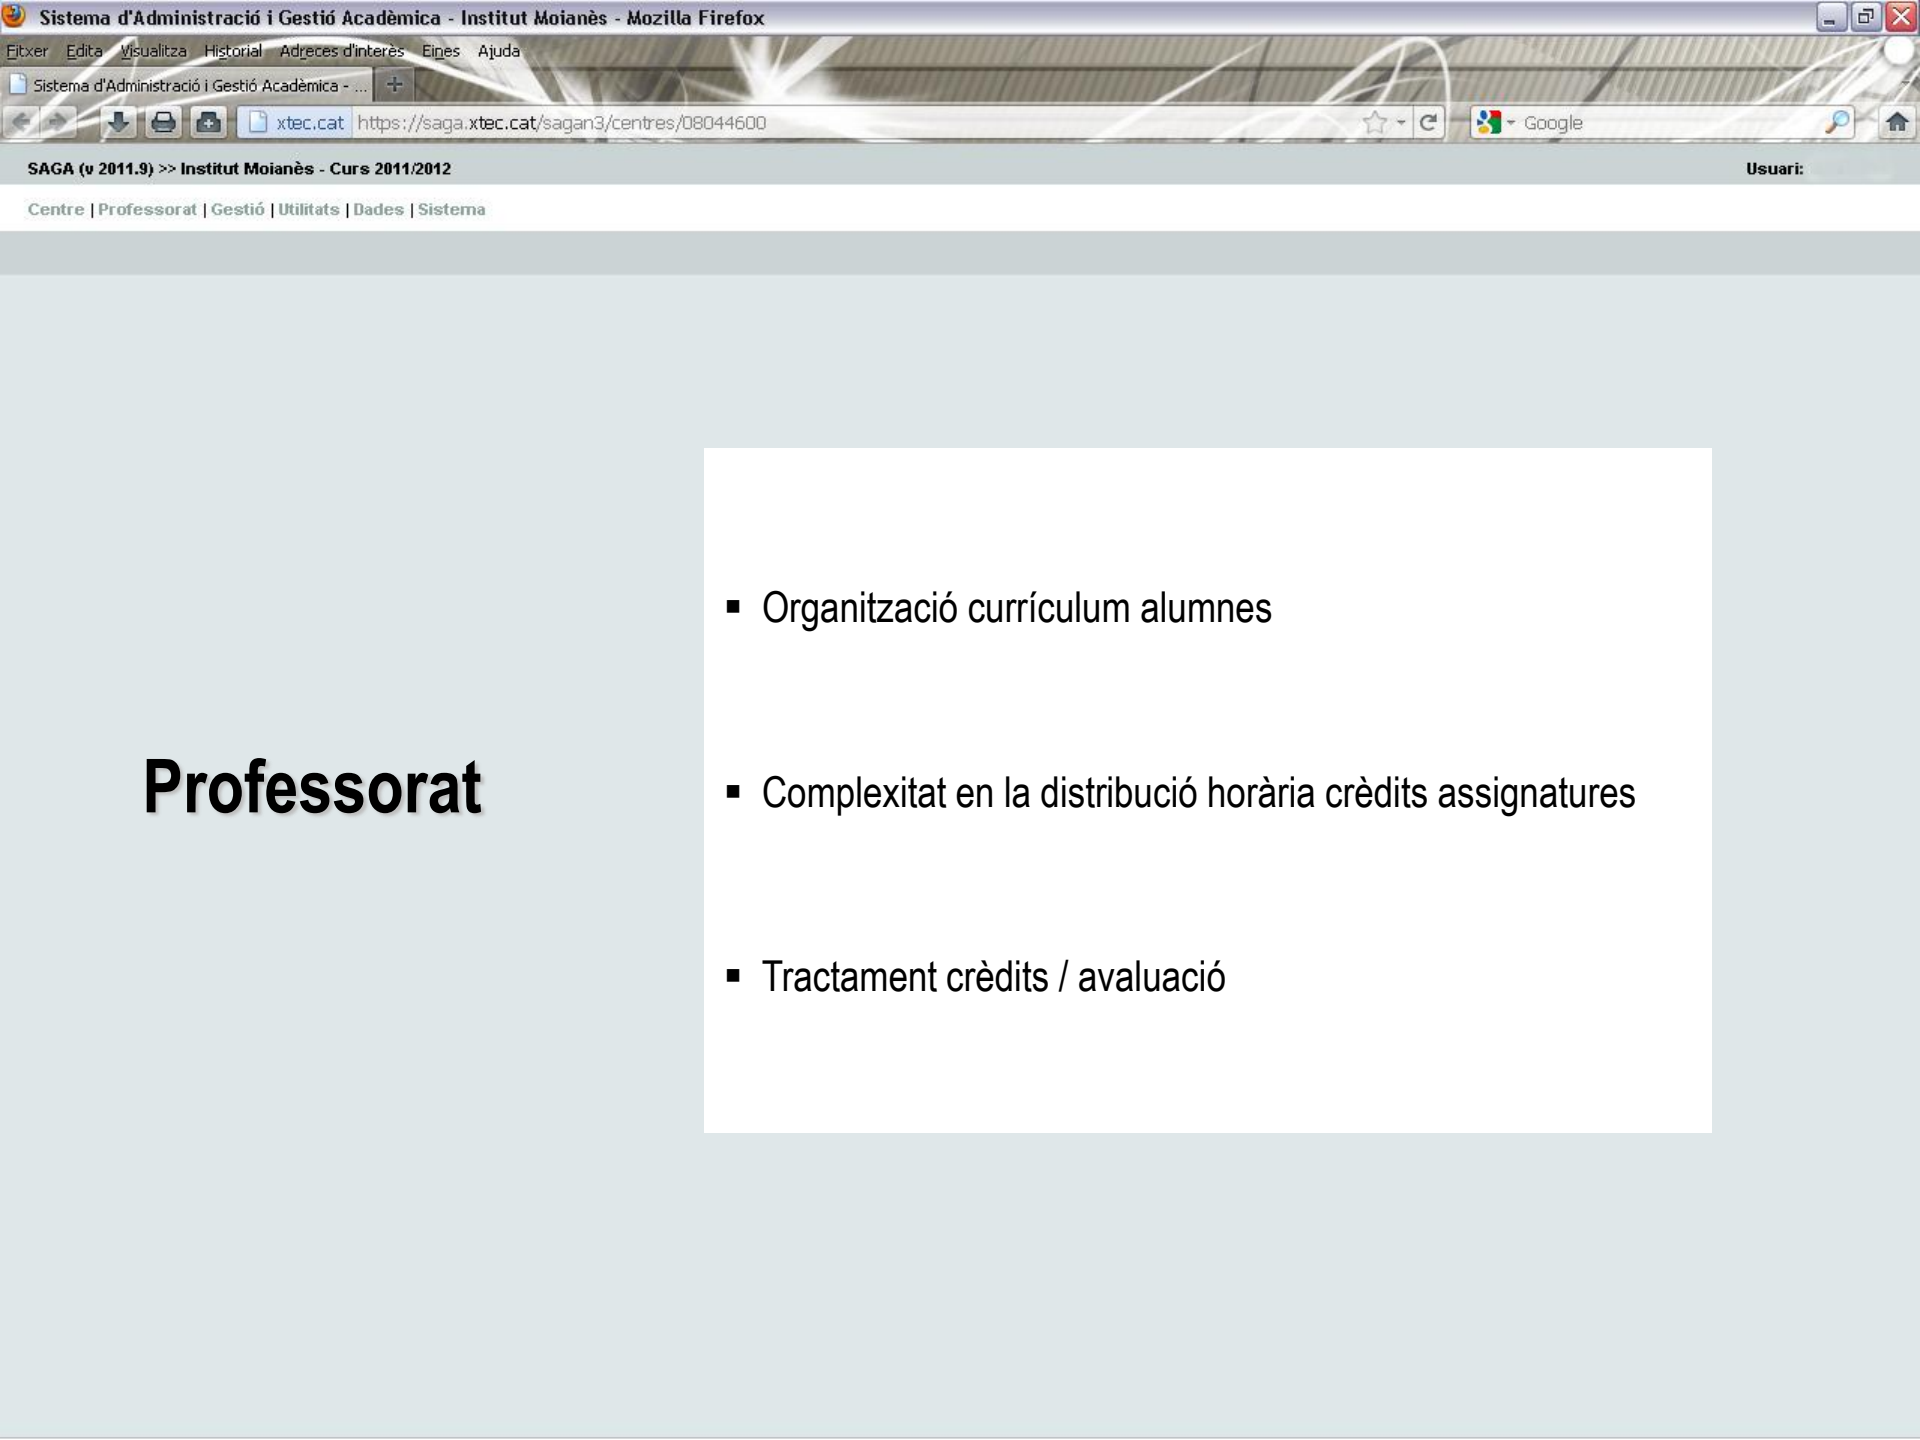 Sistema d'Administració i Gestió Acadèmica - Institut Moianès - Mozilla Firefox
Fitxer Edita Visualitza Historial Adreces d'interès Eines Ajuda
Sistema d'Administració i Gestió Acadèmica - ...
xtec.cat https://saga.xtec.cat/sagan3/centres/08044600 Google
SAGA (v 2011.9) >> Institut Moianès - Curs 2011/2012 Usuari:
Centre | Professorat | Gestió | Utilitats | Dades | Sistema
Professorat
▪ Organització currículum alumnes
▪ Complexitat en la distribució horària crèdits assignatures
▪ Tractament crèdits / avaluació